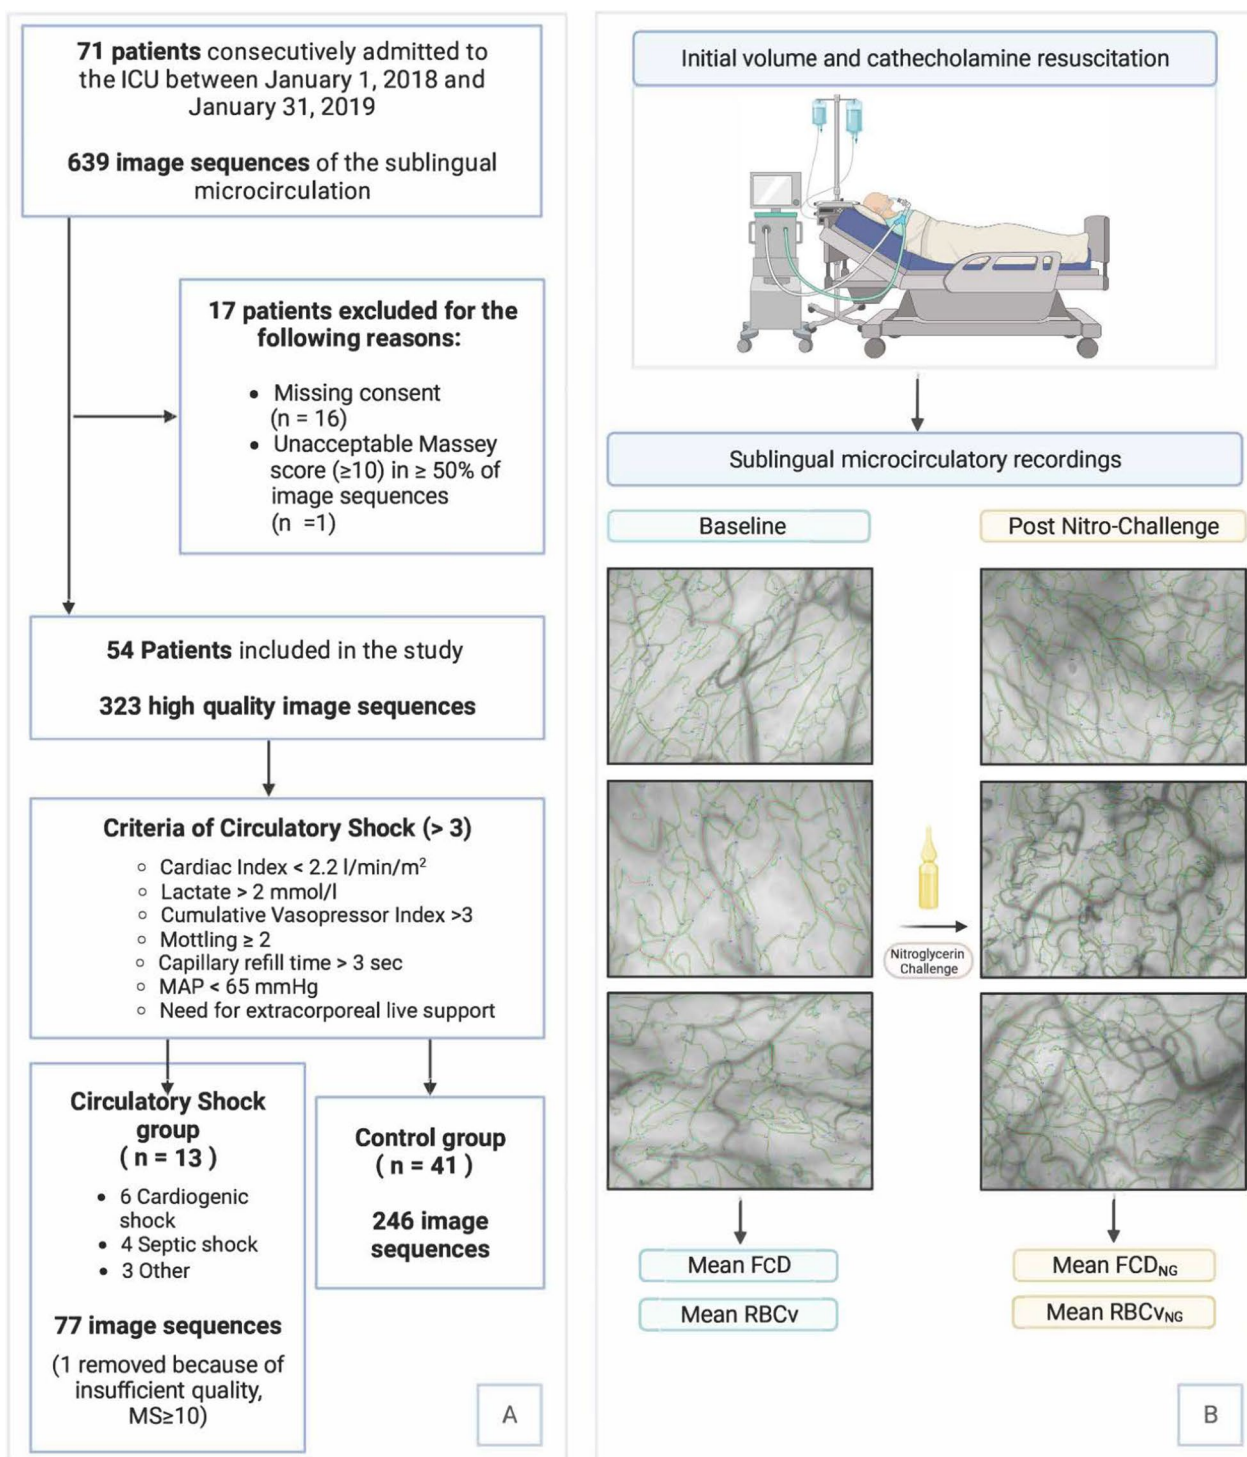 71 patients consecutively admitted to
the ICU between January 1, 2018 and
January 31, 2019
639 image sequences of the sublingual
microcirculation
17 patients excluded for the
following reasons:
• Missing consent
(n = 16)
• Unacceptable Massey
score (≥10) in ≥ 50% of
image sequences
(n =1)
54 Patients included in the study
323 high quality image sequences
Criteria of Circulatory Shock (> 3)
○ Cardiac Index < 2.2 l/min/m²
○ Lactate > 2 mmol/l
○ Cumulative Vasopressor Index >3
○ Mottling ≥ 2
○ Capillary refill time > 3 sec
○ MAP < 65 mmHg
○ Need for extracorporeal live support
Circulatory Shock
group
( n = 13 )
• 6 Cardiogenic
shock
• 4 Septic shock
• 3 Other
77 image sequences
(1 removed because of
insufficient quality,
MS≥10)
Control group
( n = 41 )
246 image
sequences
A
Initial volume and cathecholamine resuscitation
Sublingual microcirculatory recordings
Baseline
Post Nitro-Challenge
Nitroglycerin
Challenge
Mean FCD
Mean RBCv
Mean FCD<sub>NG</sub>
Mean RBCv<sub>NG</sub>
B